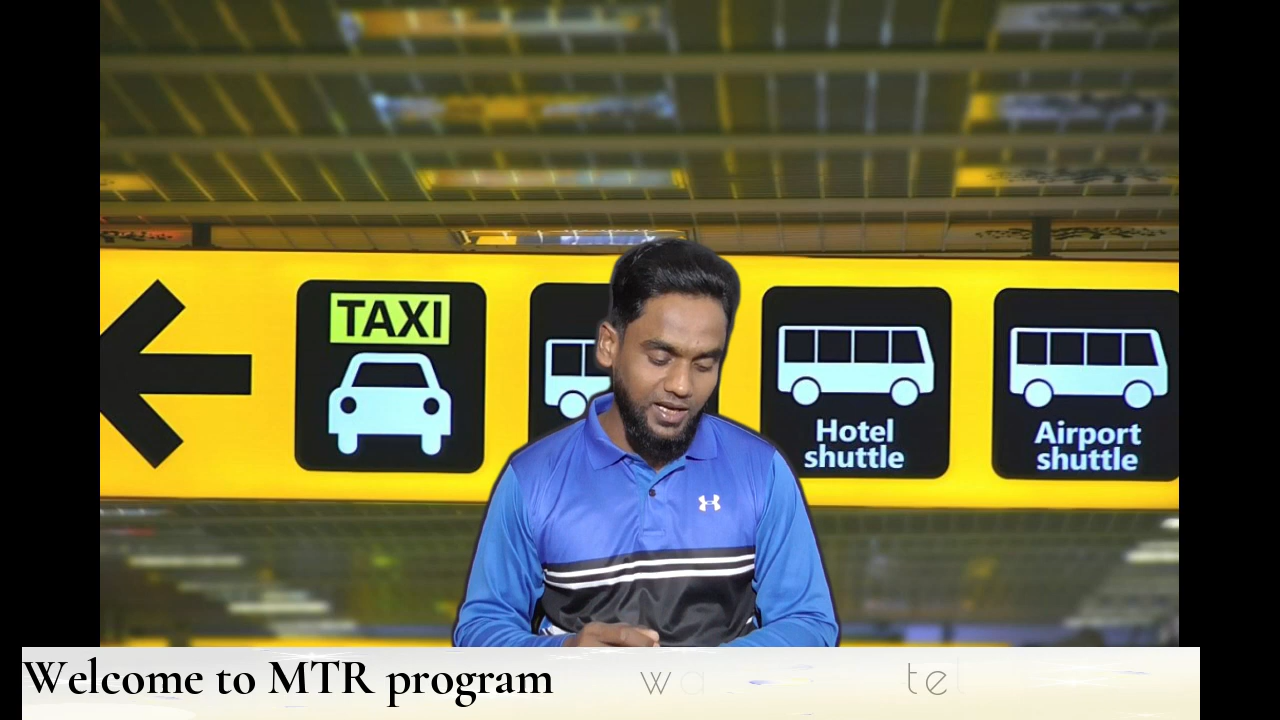 TAXI
Hotel
shuttle
Airport
shuttle
Welcome to MTR program